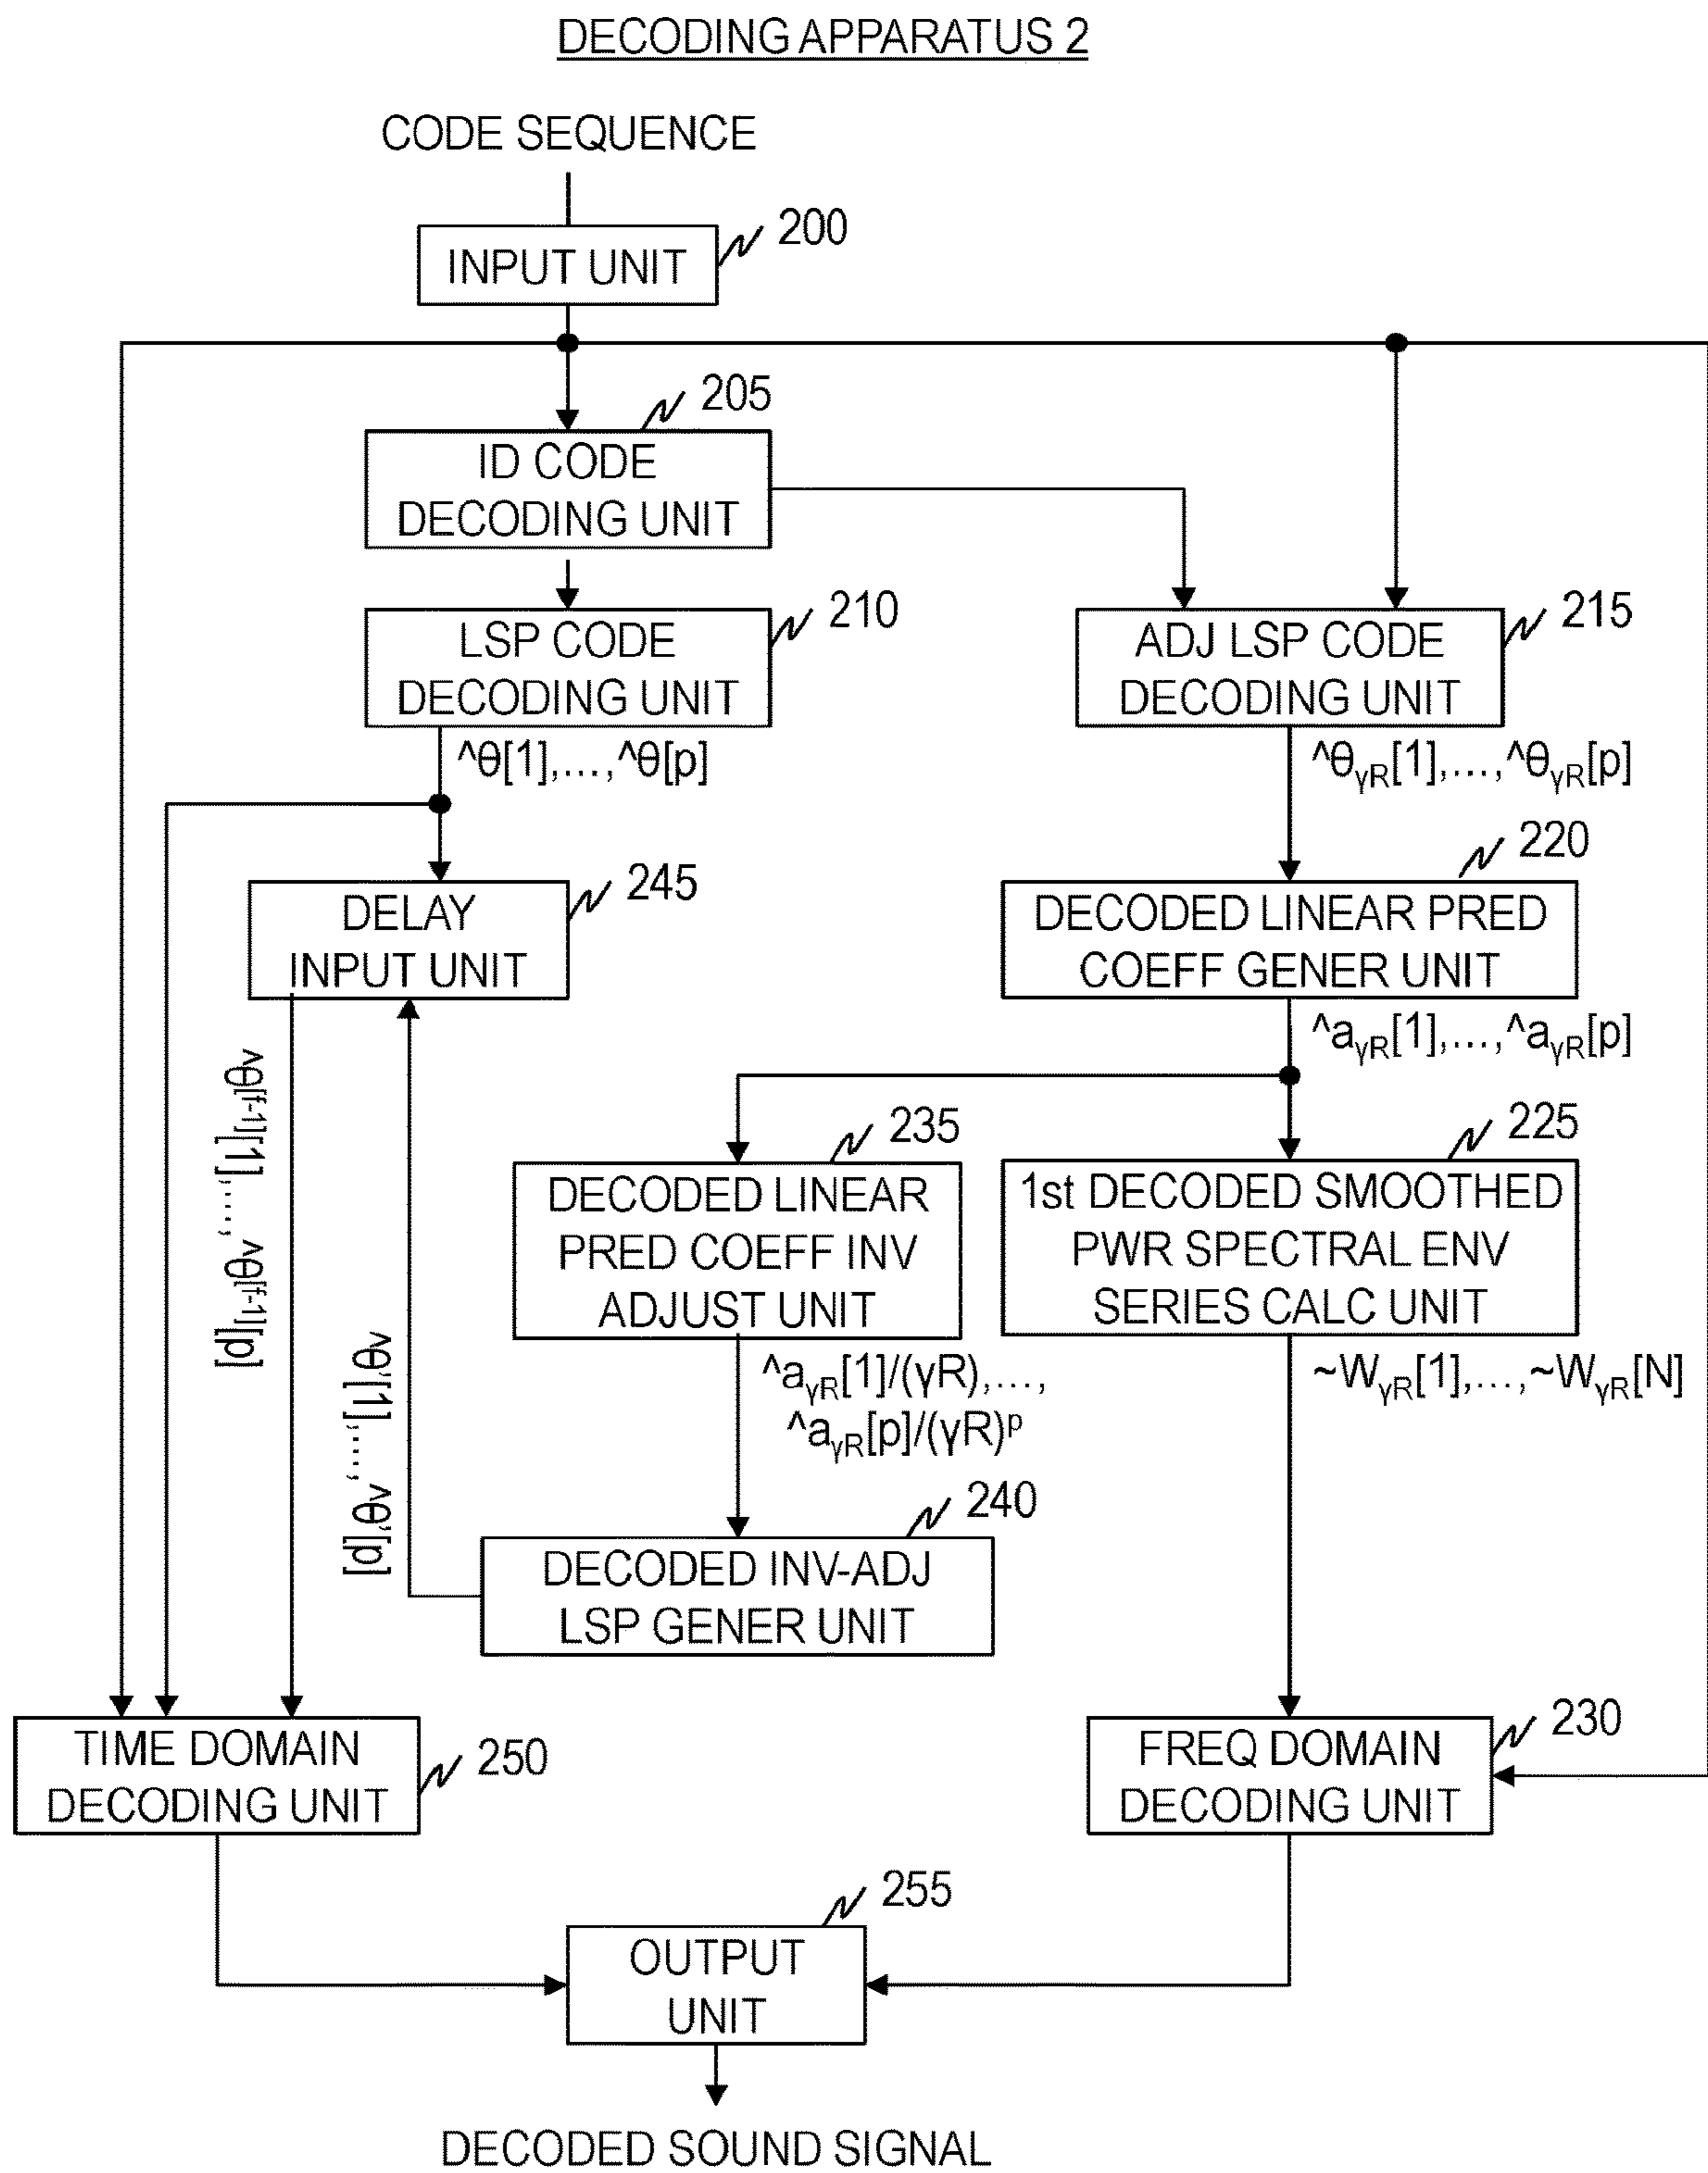 DECODING APPARATUS 2
CODE SEQUENCE
200
INPUT UNIT
205
ID CODE
DECODING UNIT
210
LSP CODE
DECODING UNIT
215
ADJ LSP CODE
DECODING UNIT
^θ[1],...,^θ[p]
^θγR[1],...,^θγR[p]
220
DECODED LINEAR PRED
COEFF GENER UNIT
245
DELAY
INPUT UNIT
^aγR[1],...,^aγR[p]
^θ[f-1][1],...,^θ[f-1][p]
235
DECODED LINEAR
PRED COEFF INV
ADJUST UNIT
225
1st DECODED SMOOTHED
PWR SPECTRAL ENV
SERIES CALC UNIT
^θ'[1],...,^θ'[p]
^aγR[1]/(γR),...,
^aγR[p]/(γR)p
~WγR[1],...,~WγR[N]
240
DECODED INV-ADJ
LSP GENER UNIT
250
TIME DOMAIN
DECODING UNIT
230
FREQ DOMAIN
DECODING UNIT
255
OUTPUT
UNIT
DECODED SOUND SIGNAL